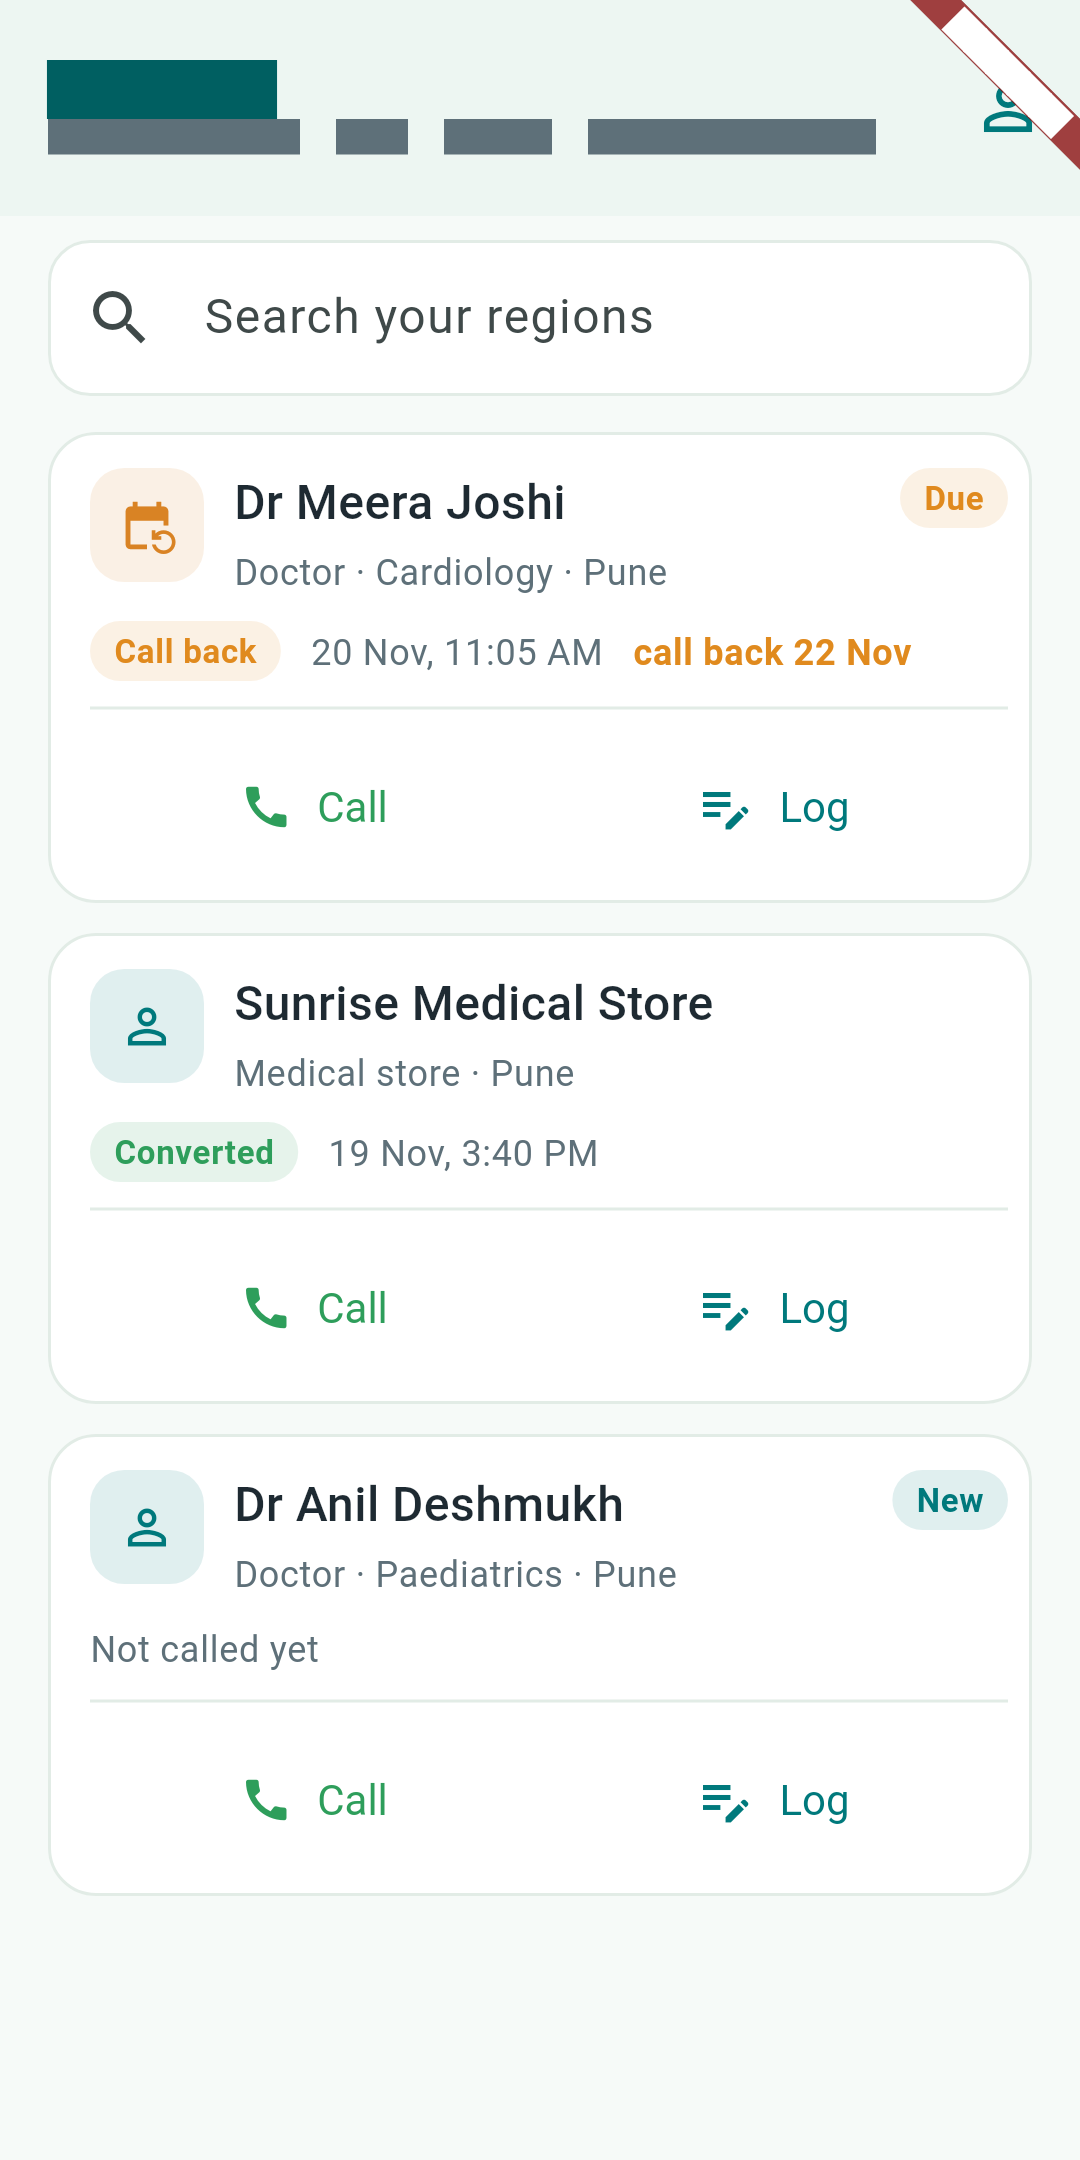 Search your regions
Dr Meera Joshi
Due
Doctor · Cardiology · Pune
Call back 20 Nov, 11:05 AM call back 22 Nov
Call Log
Sunrise Medical Store
Medical store · Pune
Converted 19 Nov, 3:40 PM
Call Log
Dr Anil Deshmukh
New
Doctor · Paediatrics · Pune
Not called yet
Call Log